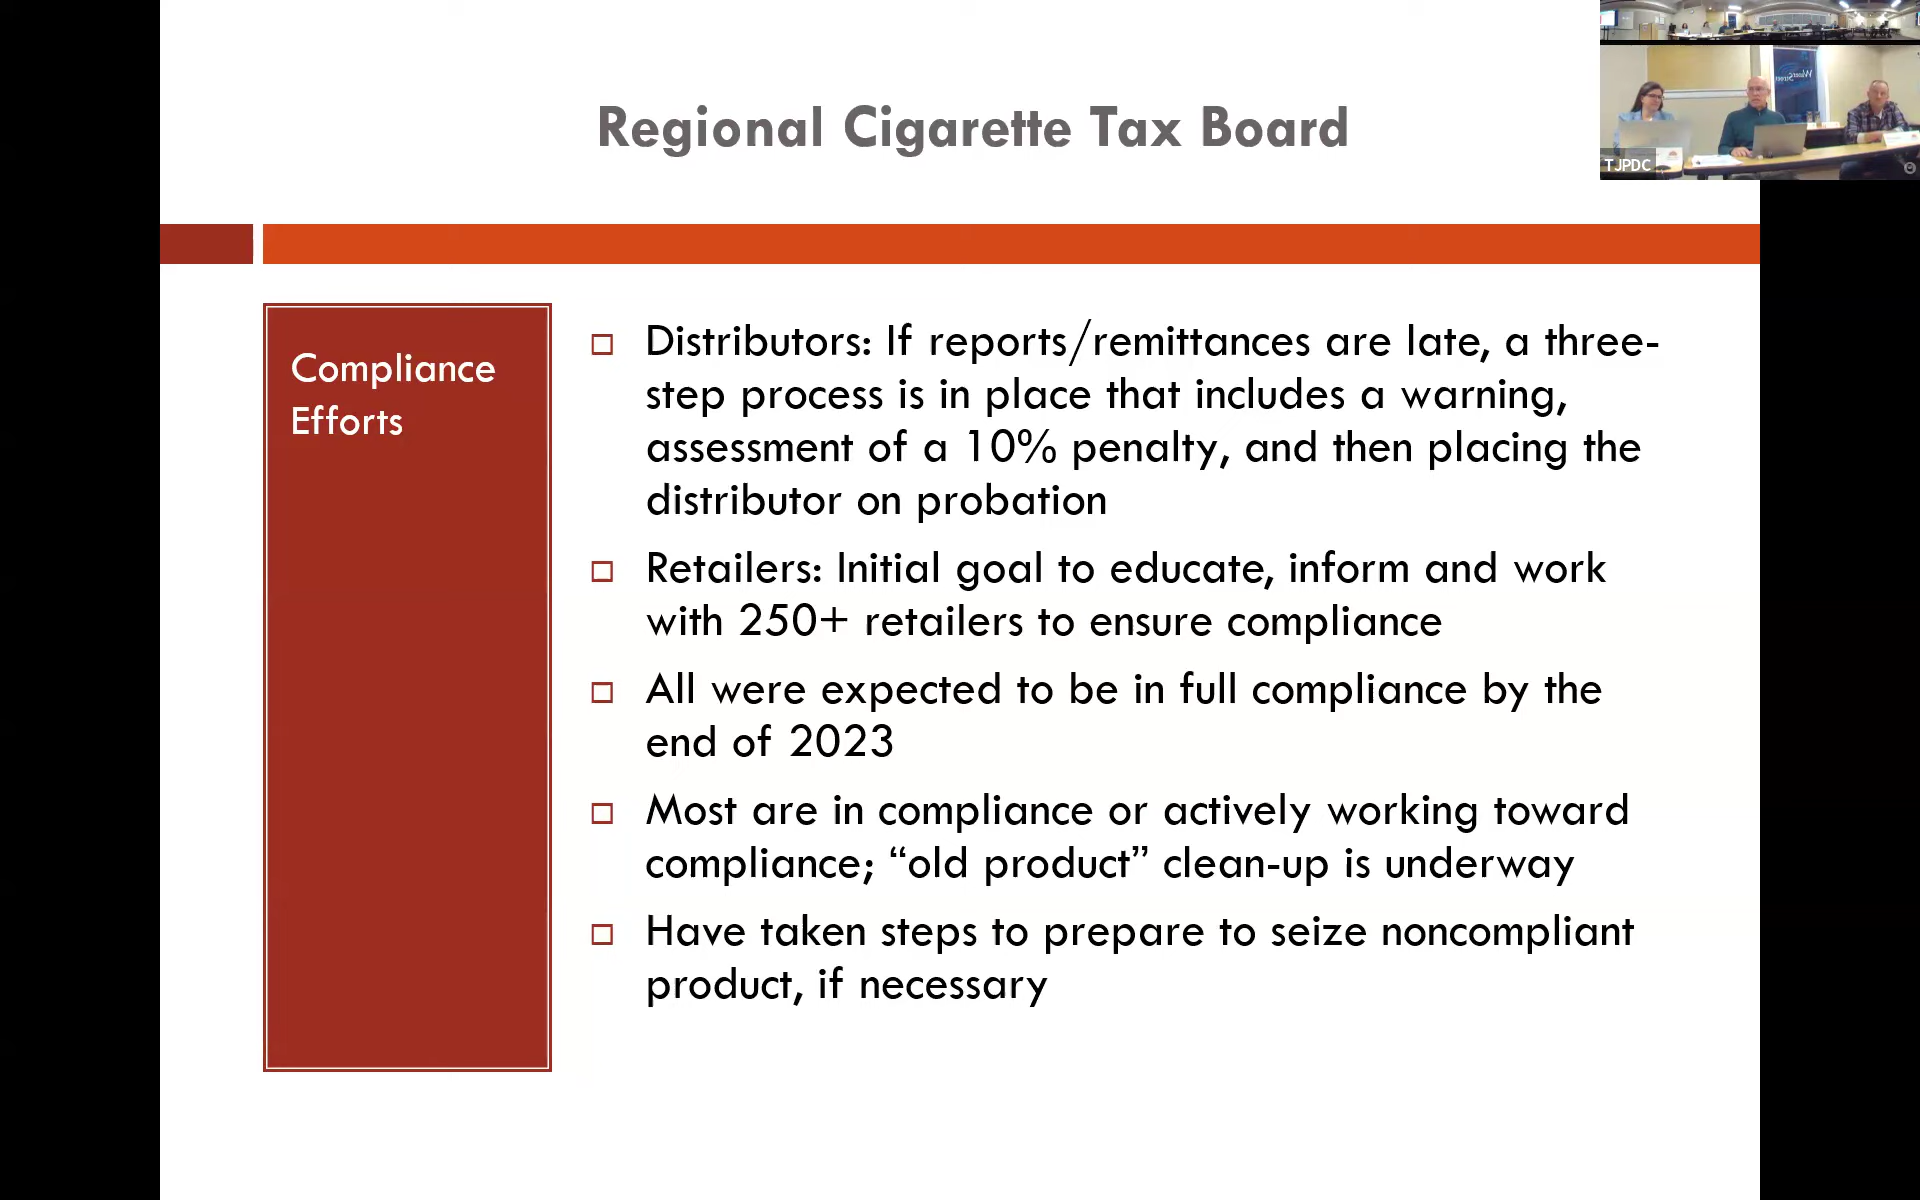 Regional Cigarette Tax Board
TJPDC
Compliance
Efforts
Distributors: If reports/remittances are late, a three-
step process is in place that includes a warning,
assessment of a 10% penalty, and then placing the
distributor on probation
Retailers: Initial goal to educate, inform and work
with 250+ retailers to ensure compliance
All were expected to be in full compliance by the
end of 2023
Most are in compliance or actively working toward
compliance; “old product” clean-up is underway
Have taken steps to prepare to seize noncompliant
product, if necessary